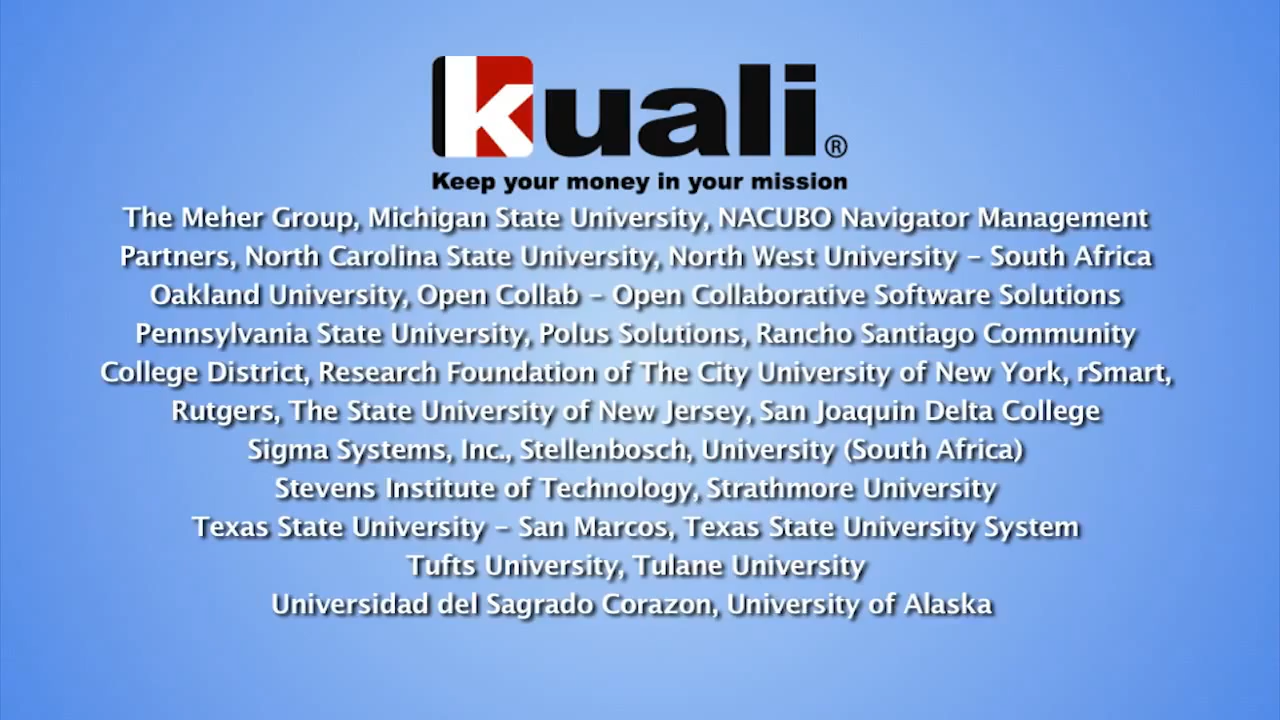 kuali®
Keep your money in your mission
The Meher Group, Michigan State University, NACUBO Navigator Management
Partners, North Carolina State University, North West University – South Africa
Oakland University, Open Collab – Open Collaborative Software Solutions
Pennsylvania State University, Polus Solutions, Rancho Santiago Community
College District, Research Foundation of The City University of New York, rSmart,
Rutgers, The State University of New Jersey, San Joaquin Delta College
Sigma Systems, Inc., Stellenbosch, University (South Africa)
Stevens Institute of Technology, Strathmore University
Texas State University – San Marcos, Texas State University System
Tufts University, Tulane University
Universidad del Sagrado Corazon, University of Alaska